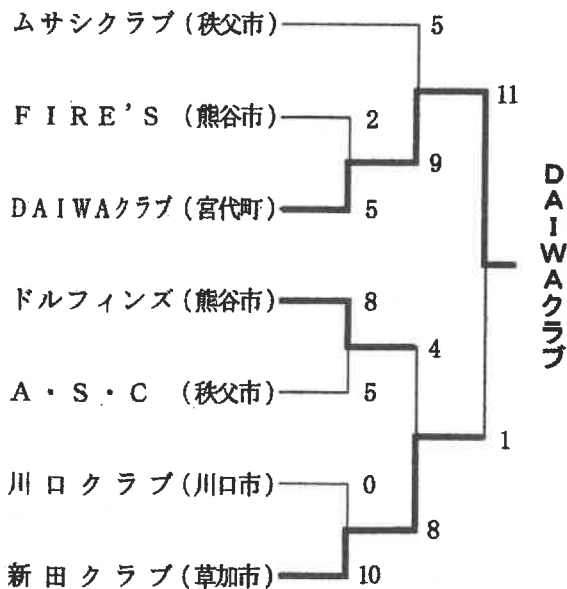 ムサシクラブ(秩父市) 5
11
FIRE'S (熊谷市) 2
9
DAIWAクラブ(宮代町) 5
DAIWAクラブ
ドルフィンズ(熊谷市) 8
4
A・S・C (秩父市) 5
1
川口クラブ(川口市) 0
8
新田クラブ(草加市) 10